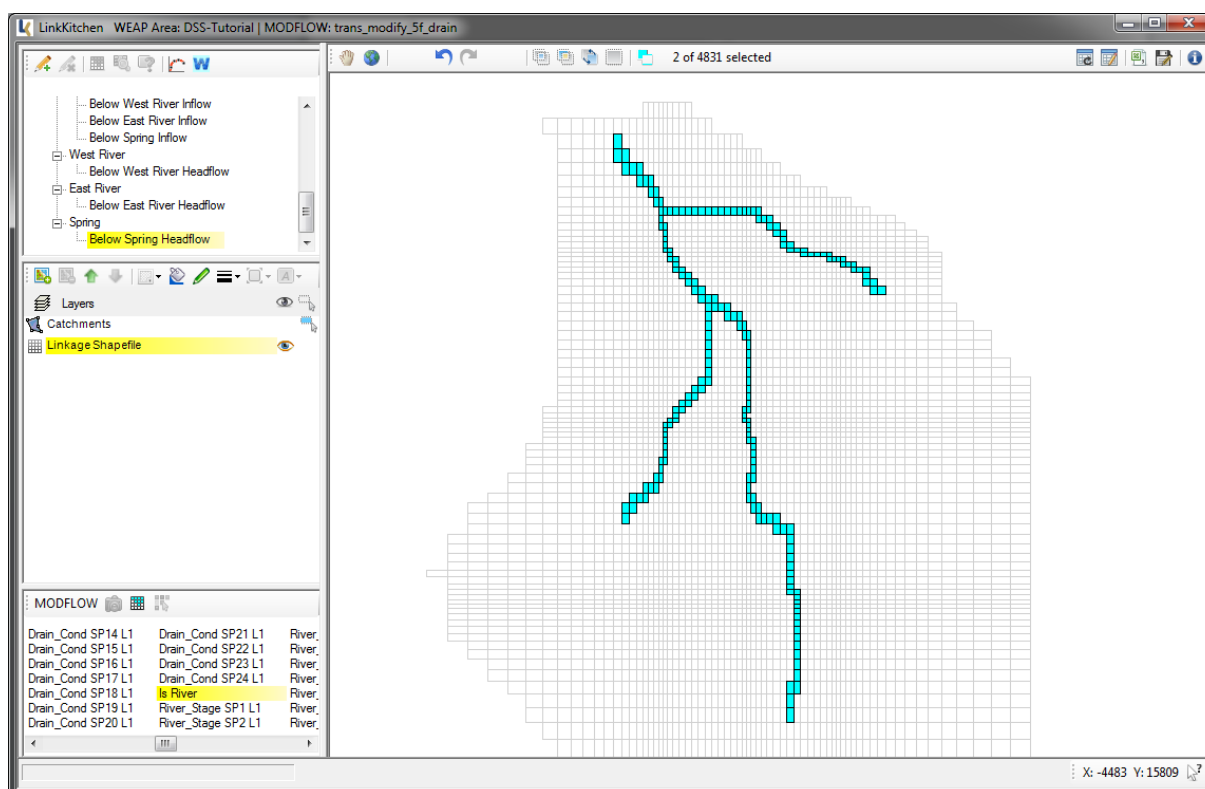 LinkKitchen WEAP Area: DSS-Tutorial | MODFLOW: trans_modify_5f_drain
W
2 of 4831 selected
Below West River Inflow
Below East River Inflow
Below Spring Inflow
West River
Below West River Headflow
East River
Below East River Headflow
Spring
Below Spring Headflow
Layers
Catchments
Linkage Shapefile
MODFLOW
Drain_Cond SP14 L1 Drain_Cond SP21 L1 River_
Drain_Cond SP15 L1 Drain_Cond SP22 L1 River_
Drain_Cond SP16 L1 Drain_Cond SP23 L1 River_
Drain_Cond SP17 L1 Drain_Cond SP24 L1 River_
Drain_Cond SP18 L1 Is River River_
Drain_Cond SP19 L1 River_Stage SP1 L1 River_
Drain_Cond SP20 L1 River_Stage SP2 L1 River_
X: -4483 Y: 15809